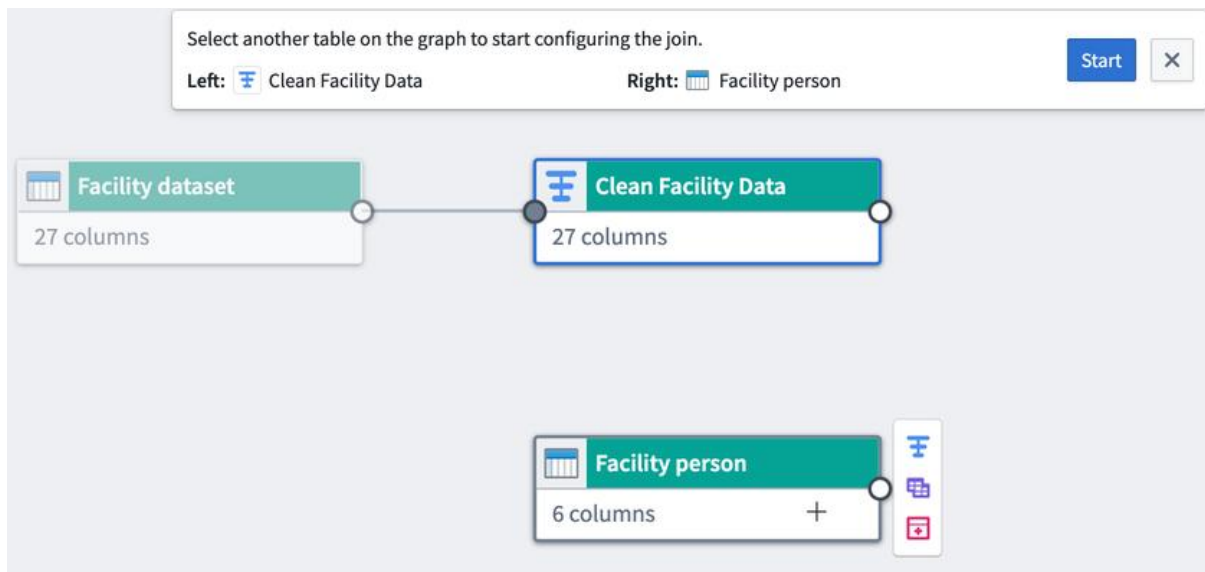 Select another table on the graph to start configuring the join.
Left: Clean Facility Data Right: Facility person
Start
Facility dataset
27 columns
Clean Facility Data
27 columns
Facility person
6 columns